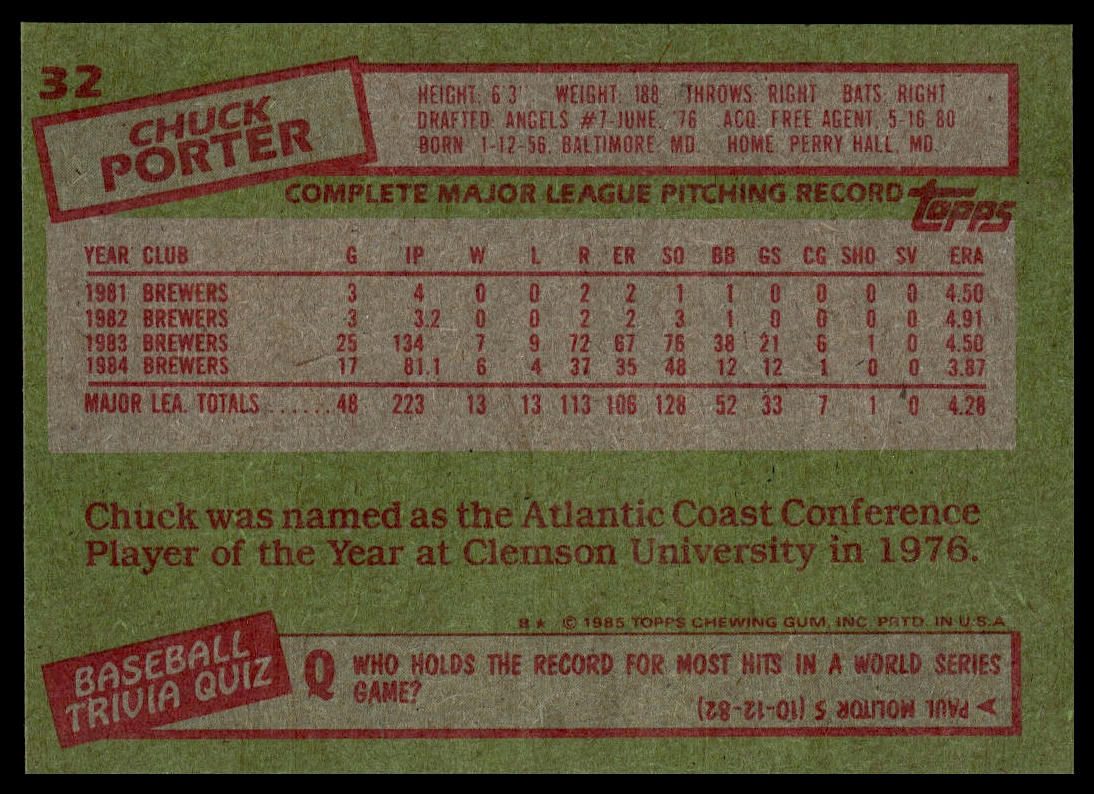 32
CHUCK
PORTER
HEIGHT: 6'3" WEIGHT: 188 THROWS: RIGHT BATS: RIGHT
DRAFTED: ANGELS #7-JUNE, '76 ACQ: FREE AGENT, 5-16-80
BORN: 1-12-56, BALTIMORE, MD. HOME: PERRY HALL, MD.
COMPLETE MAJOR LEAGUE PITCHING RECORD
topps
YEAR CLUB G IP W L R ER SO BB GS CG SHO SV ERA
1981 BREWERS 3 4 0 0 2 2 1 1 0 0 0 0 4.50
1982 BREWERS 3 3.2 0 0 2 2 3 1 0 0 0 0 4.91
1983 BREWERS 25 134 7 9 72 67 76 38 21 6 1 0 4.50
1984 BREWERS 17 81.1 6 4 37 35 48 12 12 1 0 0 3.87
MAJOR LEA. TOTALS ...... 48 223 13 13 113 106 128 52 33 7 1 0 4.28
Chuck was named as the Atlantic Coast Conference
Player of the Year at Clemson University in 1976.
8★ © 1985 TOPPS CHEWING GUM, INC. PRTD. IN U.S.A.
BASEBALL
TRIVIA QUIZ
Q WHO HOLDS THE RECORD FOR MOST HITS IN A WORLD SERIES
GAME?
A PAUL MOLITOR 5 (10-12-82)